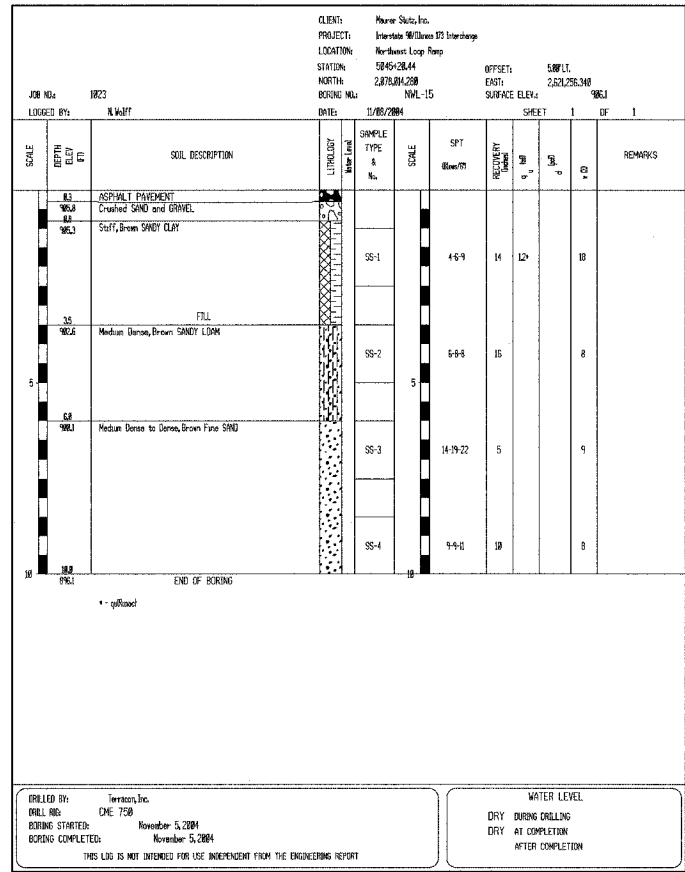 CLIENT: Maurer Stutz, Inc.
PROJECT: Interstate 90/Illinois 173 Interchange
LOCATION: Northwest Loop Ramp
STATION: 5045+20.44 OFFSET: 5.00' LT.
NORTH: 2,078,014.280 EAST: 2,621,256.340
JOB NO.: 1023 BORING NO.: NWL-15 SURFACE ELEV.: 906.1
LOGGED BY: N. Wolff DATE: 11/08/2004 SHEET 1 OF 1
SCALE DEPTH ELEV (FT) SOIL DESCRIPTION LITHOLOGY Water Level SAMPLE TYPE & No. SCALE SPT (Blows/6") RECOVERY (inches) q u (tsf) d (pcf) w (%) REMARKS
0.3 ASPHALT PAVEMENT
905.8 Crushed SAND and GRAVEL
0.8
905.3 Stiff, Brown SANDY CLAY
SS-1 4-6-9 14 1.2* 18
3.5 FILL
902.6 Medium Dense, Brown SANDY LOAM
SS-2 6-8-8 16 8
5 5
6.0
900.1 Medium Dense to Dense, Brown Fine SAND
SS-3 14-19-22 5 9
SS-4 9-9-11 10 8
10 10.0 10
896.1 END OF BORING
DRILLED BY: Terracon, Inc.
DRILL RIG: CME 750
BORING STARTED: November 5, 2004
BORING COMPLETED: November 5, 2004
THIS LOG IS NOT INTENDED FOR USE INDEPENDENT FROM THE ENGINEERING REPORT
WATER LEVEL
DRY DURING DRILLING
DRY AT COMPLETION
AFTER COMPLETION